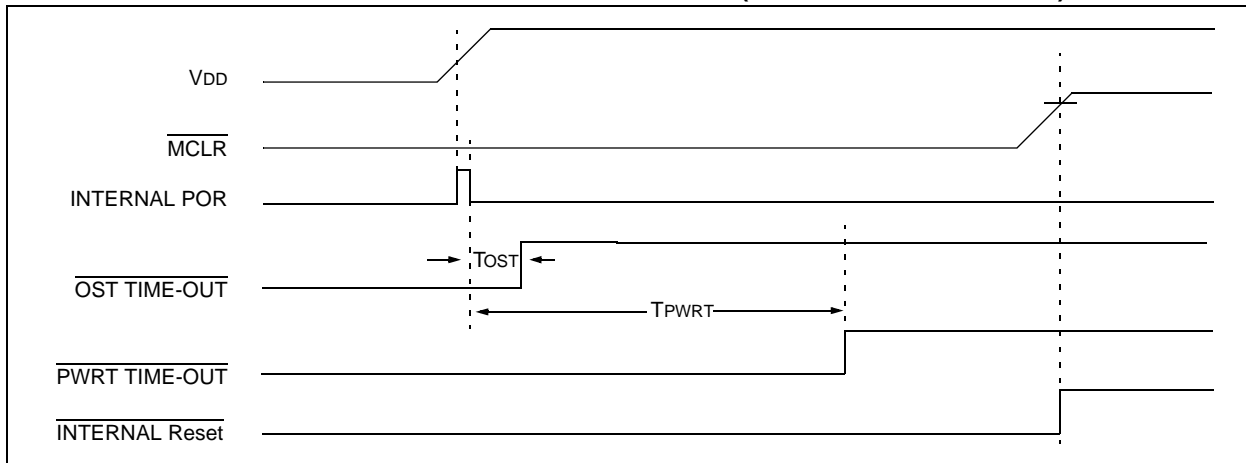 VDD
MCLR
INTERNAL POR
TOST
OST TIME-OUT
TPWRT
PWRT TIME-OUT
INTERNAL Reset